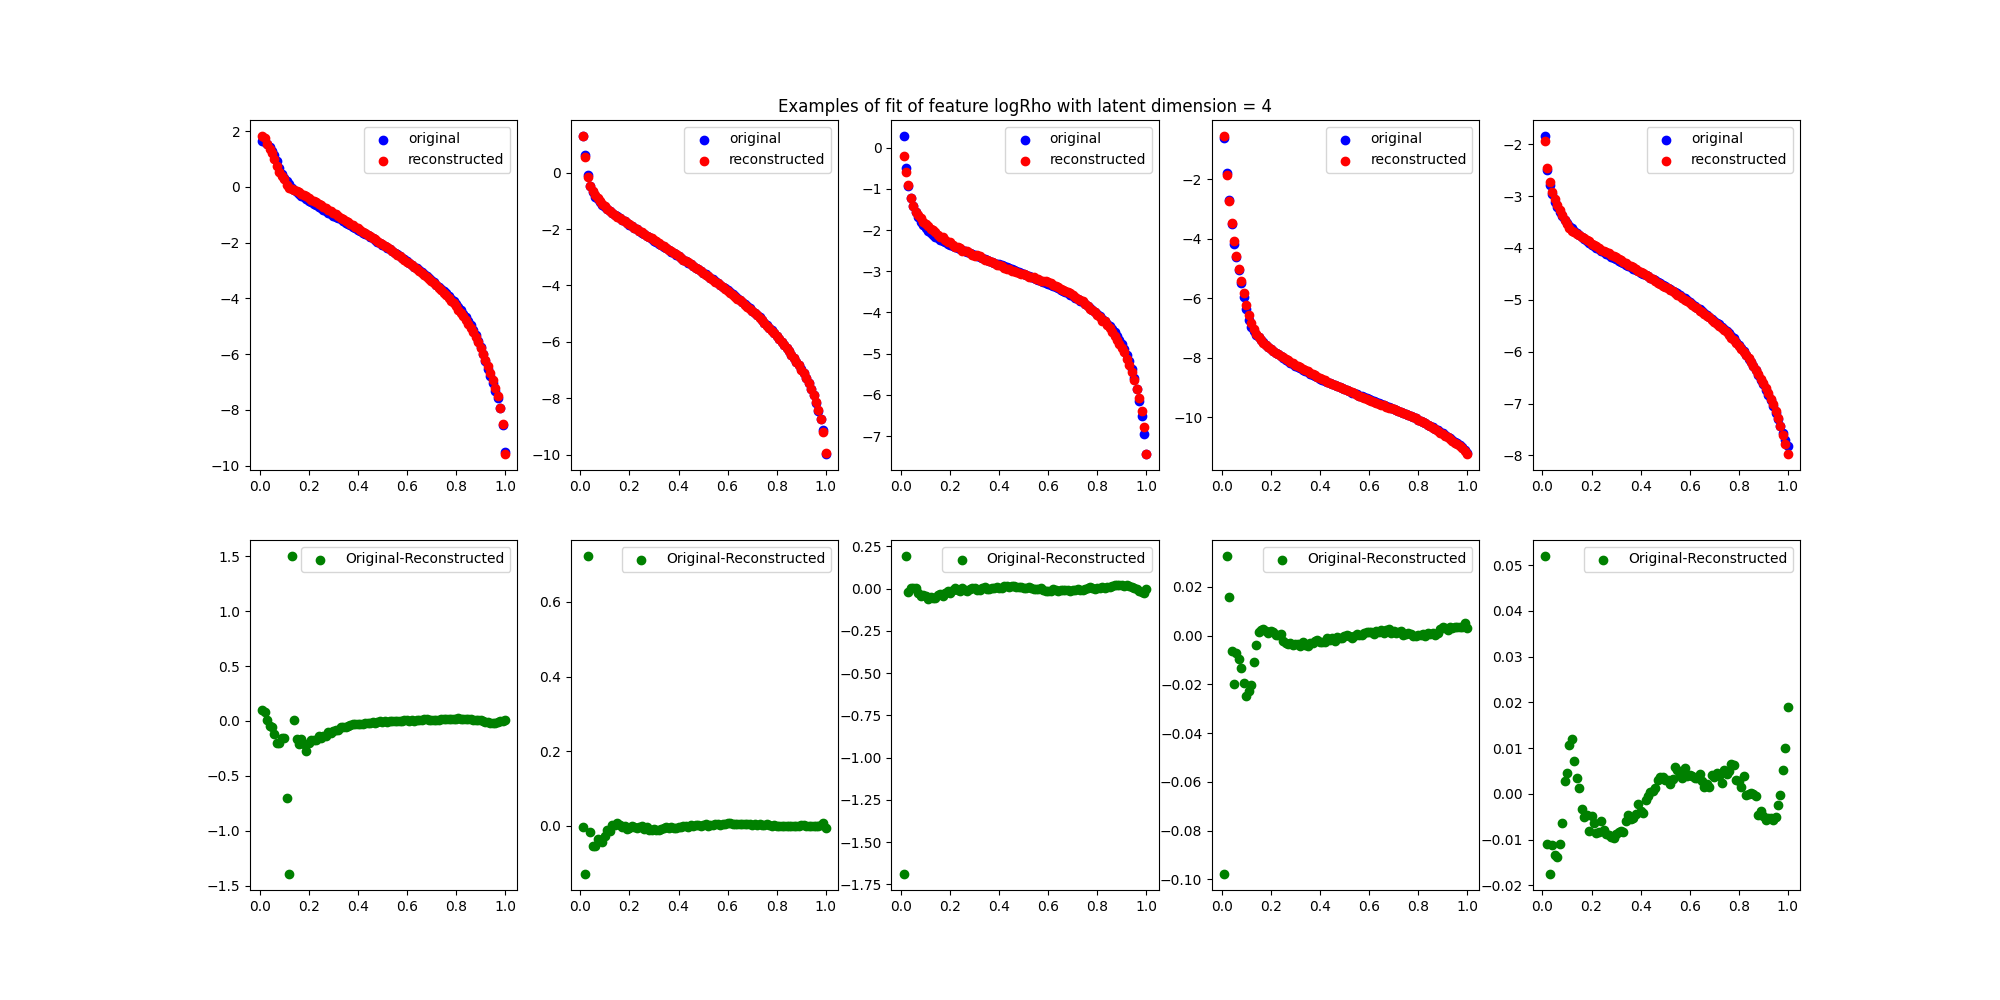 Examples of fit of feature logRho with latent dimension = 4
original
reconstructed
original
reconstructed
original
reconstructed
original
reconstructed
original
reconstructed
2
0
−2
−4
−6
−8
−10
0.0 0.2 0.4 0.6 0.8 1.0
0
−2
−4
−6
−8
−10
0.0 0.2 0.4 0.6 0.8 1.0
0
−1
−2
−3
−4
−5
−6
−7
0.0 0.2 0.4 0.6 0.8 1.0
−2
−4
−6
−8
−10
0.0 0.2 0.4 0.6 0.8 1.0
−2
−3
−4
−5
−6
−7
−8
0.0 0.2 0.4 0.6 0.8 1.0
Original-Reconstructed
1.5
1.0
0.5
0.0
−0.5
−1.0
−1.5
0.0 0.2 0.4 0.6 0.8 1.0
Original-Reconstructed
0.6
0.4
0.2
0.0
0.0 0.2 0.4 0.6 0.8 1.0
Original-Reconstructed
0.25
0.00
−0.25
−0.50
−0.75
−1.00
−1.25
−1.50
−1.75
0.0 0.2 0.4 0.6 0.8 1.0
Original-Reconstructed
0.02
0.00
−0.02
−0.04
−0.06
−0.08
−0.10
0.0 0.2 0.4 0.6 0.8 1.0
Original-Reconstructed
0.05
0.04
0.03
0.02
0.01
0.00
−0.01
−0.02
0.0 0.2 0.4 0.6 0.8 1.0